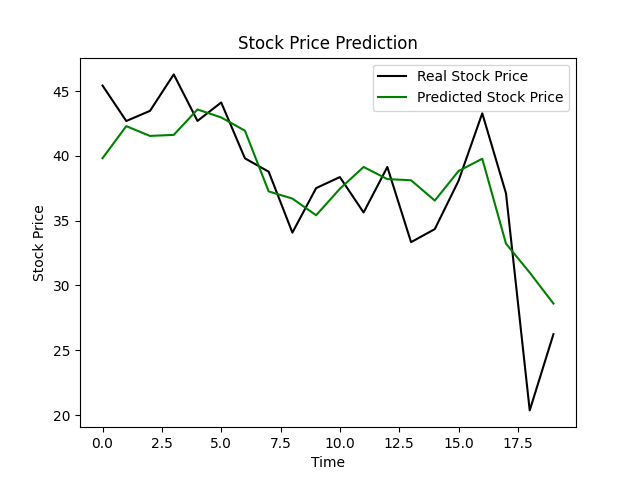 Stock Price Prediction
Real Stock Price
Predicted Stock Price
45
40
35
30
25
20
Stock Price
0.0 2.5 5.0 7.5 10.0 12.5 15.0 17.5
Time